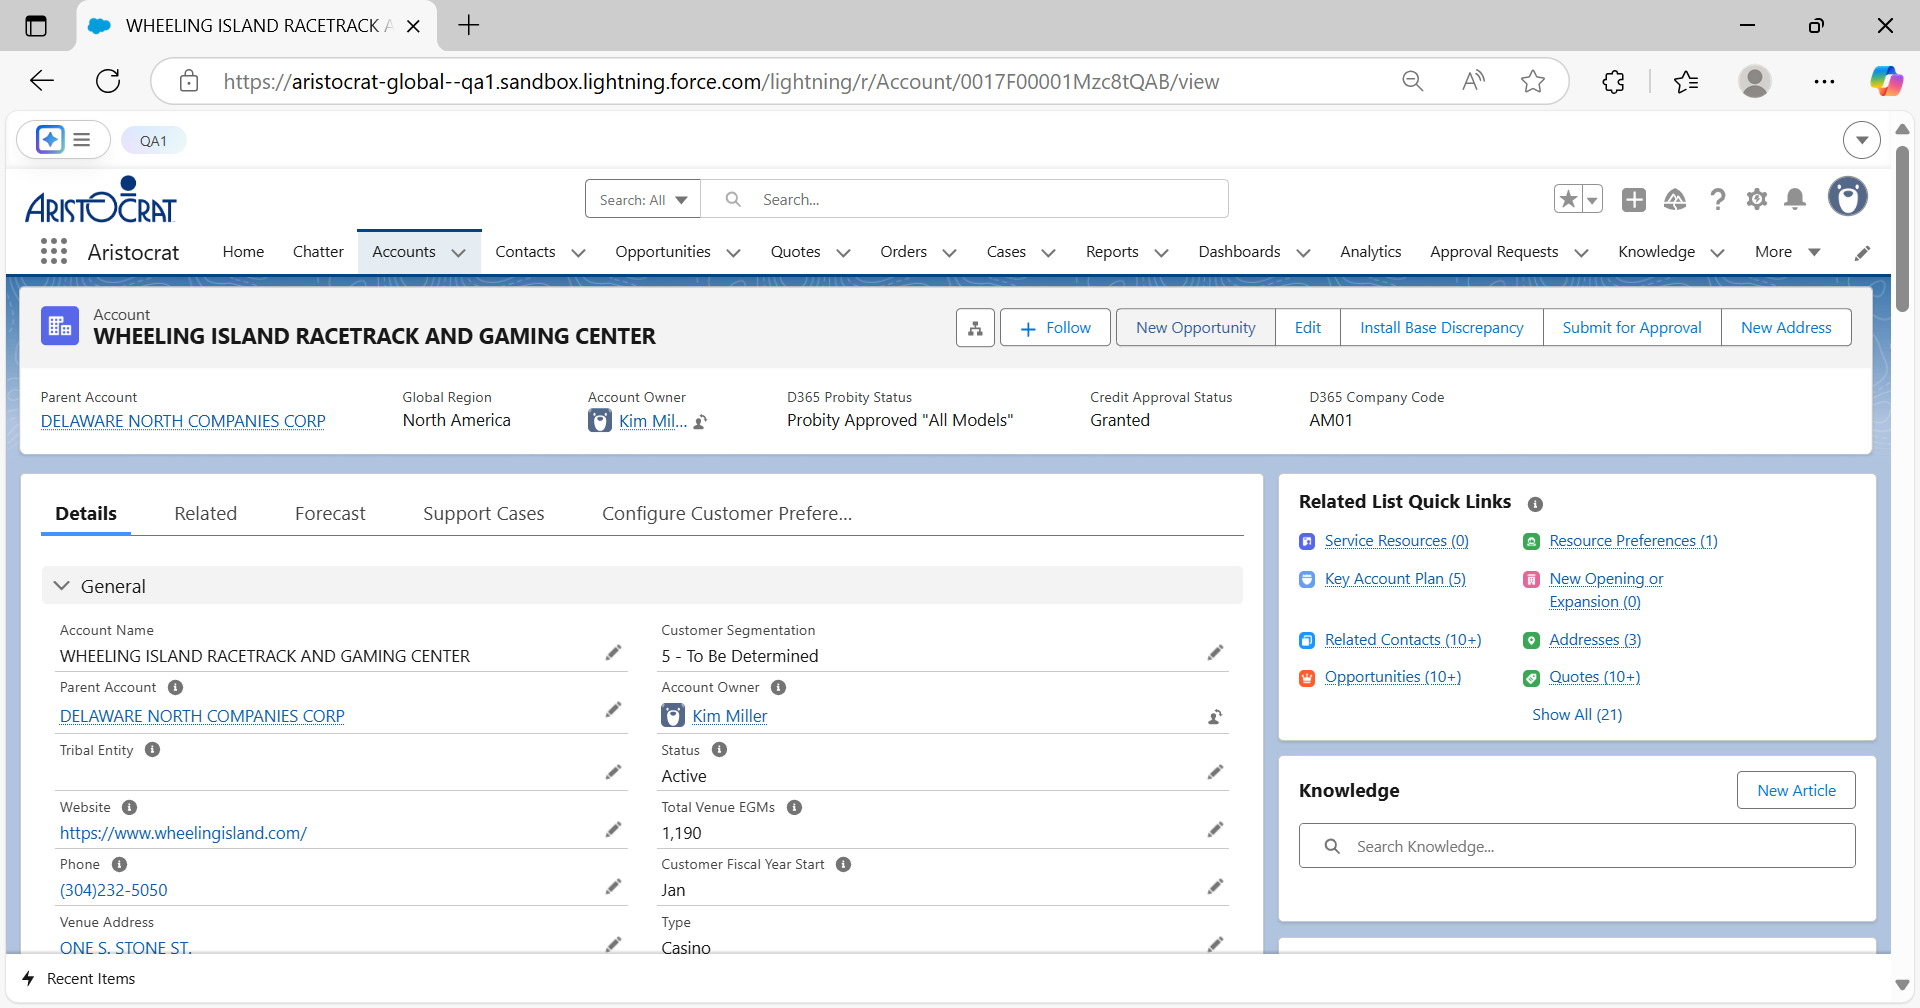 WHEELING ISLAND RACETRACK A
https://aristocrat-global--qa1.sandbox.lightning.force.com/lightning/r/Account/0017F00001Mzc8tQAB/view
QA1
ARISTOCRAT
Search: All
Search...
Aristocrat
Home
Chatter
Accounts
Contacts
Opportunities
Quotes
Orders
Cases
Reports
Dashboards
Analytics
Approval Requests
Knowledge
More
Account
WHEELING ISLAND RACETRACK AND GAMING CENTER
Follow
New Opportunity
Edit
Install Base Discrepancy
Submit for Approval
New Address
Parent Account
DELAWARE NORTH COMPANIES CORP
Global Region
North America
Account Owner
Kim Mil...
D365 Probity Status
Probity Approved "All Models"
Credit Approval Status
Granted
D365 Company Code
AM01
Details
Related
Forecast
Support Cases
Configure Customer Prefere...
General
Account Name
WHEELING ISLAND RACETRACK AND GAMING CENTER
Customer Segmentation
5 - To Be Determined
Parent Account
DELAWARE NORTH COMPANIES CORP
Account Owner
Kim Miller
Tribal Entity
Status
Active
Website
https://www.wheelingisland.com/
Total Venue EGMs
1,190
Phone
(304)232-5050
Customer Fiscal Year Start
Jan
Venue Address
ONE S. STONE ST.
Type
Casino
Related List Quick Links
Service Resources (0)
Resource Preferences (1)
Key Account Plan (5)
New Opening or
Expansion (0)
Related Contacts (10+)
Addresses (3)
Opportunities (10+)
Quotes (10+)
Show All (21)
Knowledge
New Article
Search Knowledge...
Recent Items